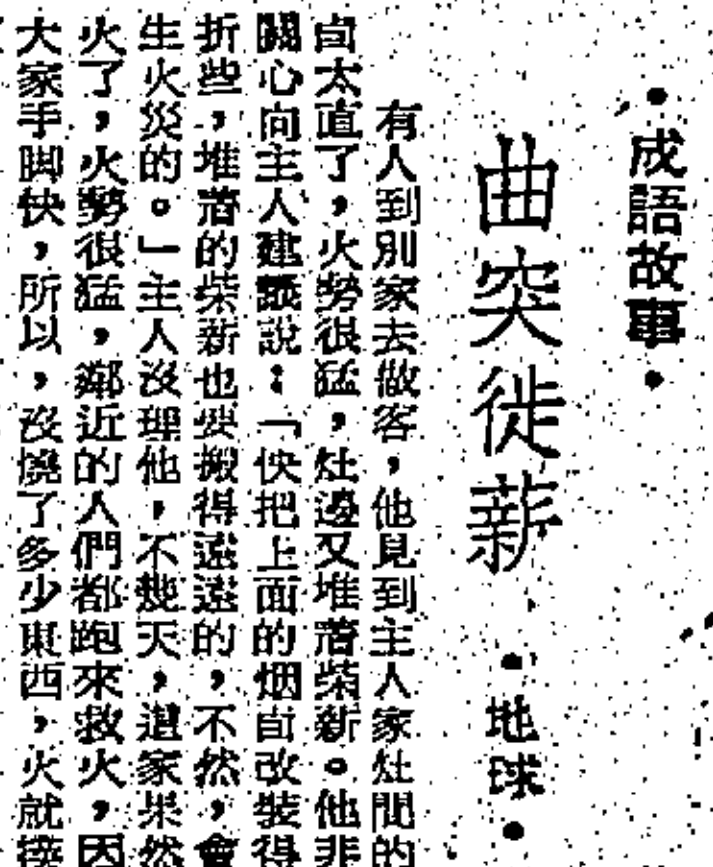 ・成語故事・
曲突徙薪 ・地球・
有人到別家去做客,他見到主人家灶間的
囱太直了,火勢很猛,灶邊又堆着柴新。他非
關心向主人建議說:「快把上面的烟囱改裝得
折些,堆着的柴新也要搬得遠遠的,不然,會
生火災的。」主人沒理他,不幾天,這家果然
火了,火勢很猛,鄰近的人們都跑來救火,因
大家手脚快,所以,沒燒了多少東西,火就撲